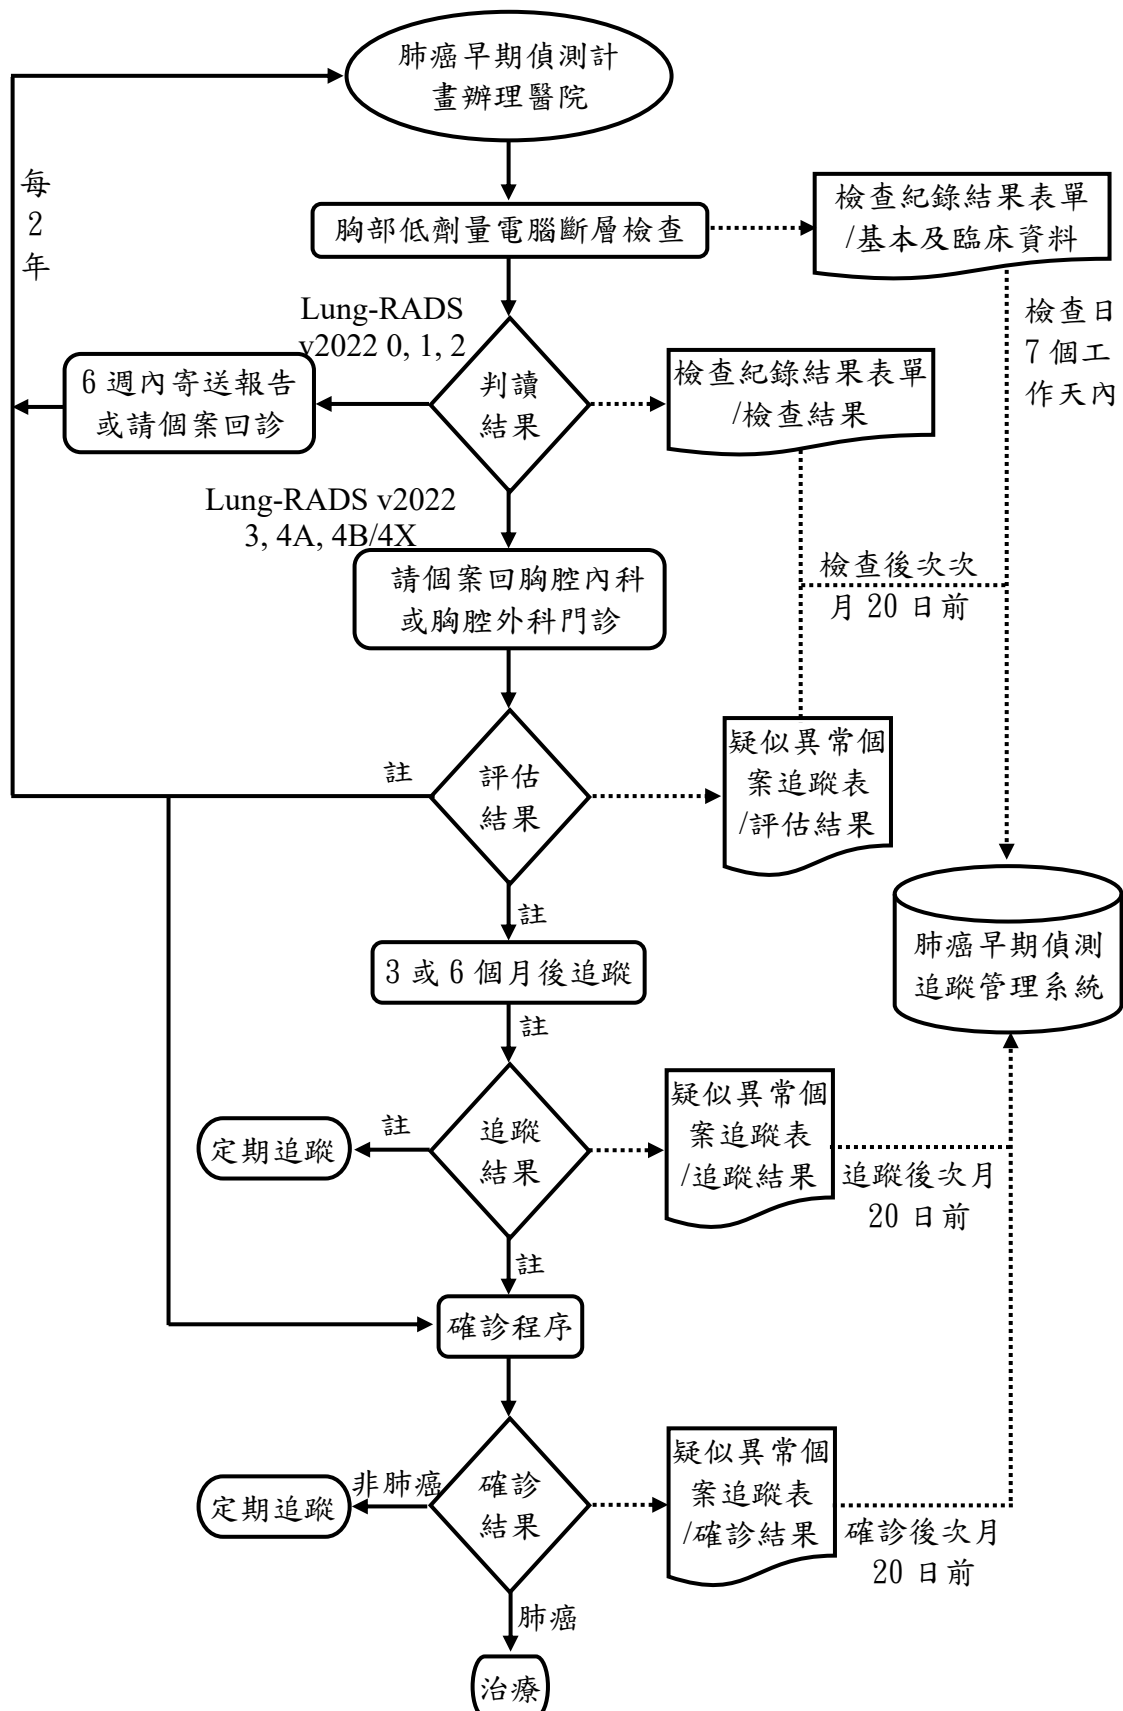 肺癌早期偵測計
畫辦理醫院
每
2
年
胸部低劑量電腦斷層檢查
檢查紀錄結果表單
/基本及臨床資料
檢查日
7 個工
作天內
Lung-RADS
v2022 0, 1, 2
6 週內寄送報告
或請個案回診
判讀
結果
檢查紀錄結果表單
/檢查結果
Lung-RADS v2022
3, 4A, 4B/4X
請個案回胸腔內科
或胸腔外科門診
檢查後次次
月 20 日前
註
評估
結果
疑似異常個
案追蹤表
/評估結果
註
3 或 6 個月後追蹤
肺癌早期偵測
追蹤管理系統
註
定期追蹤
註
追蹤
結果
疑似異常個
案追蹤表
/追蹤結果
追蹤後次月
20 日前
註
確診程序
定期追蹤
非肺癌
確診
結果
疑似異常個
案追蹤表
/確診結果
確診後次月
20 日前
肺癌
治療